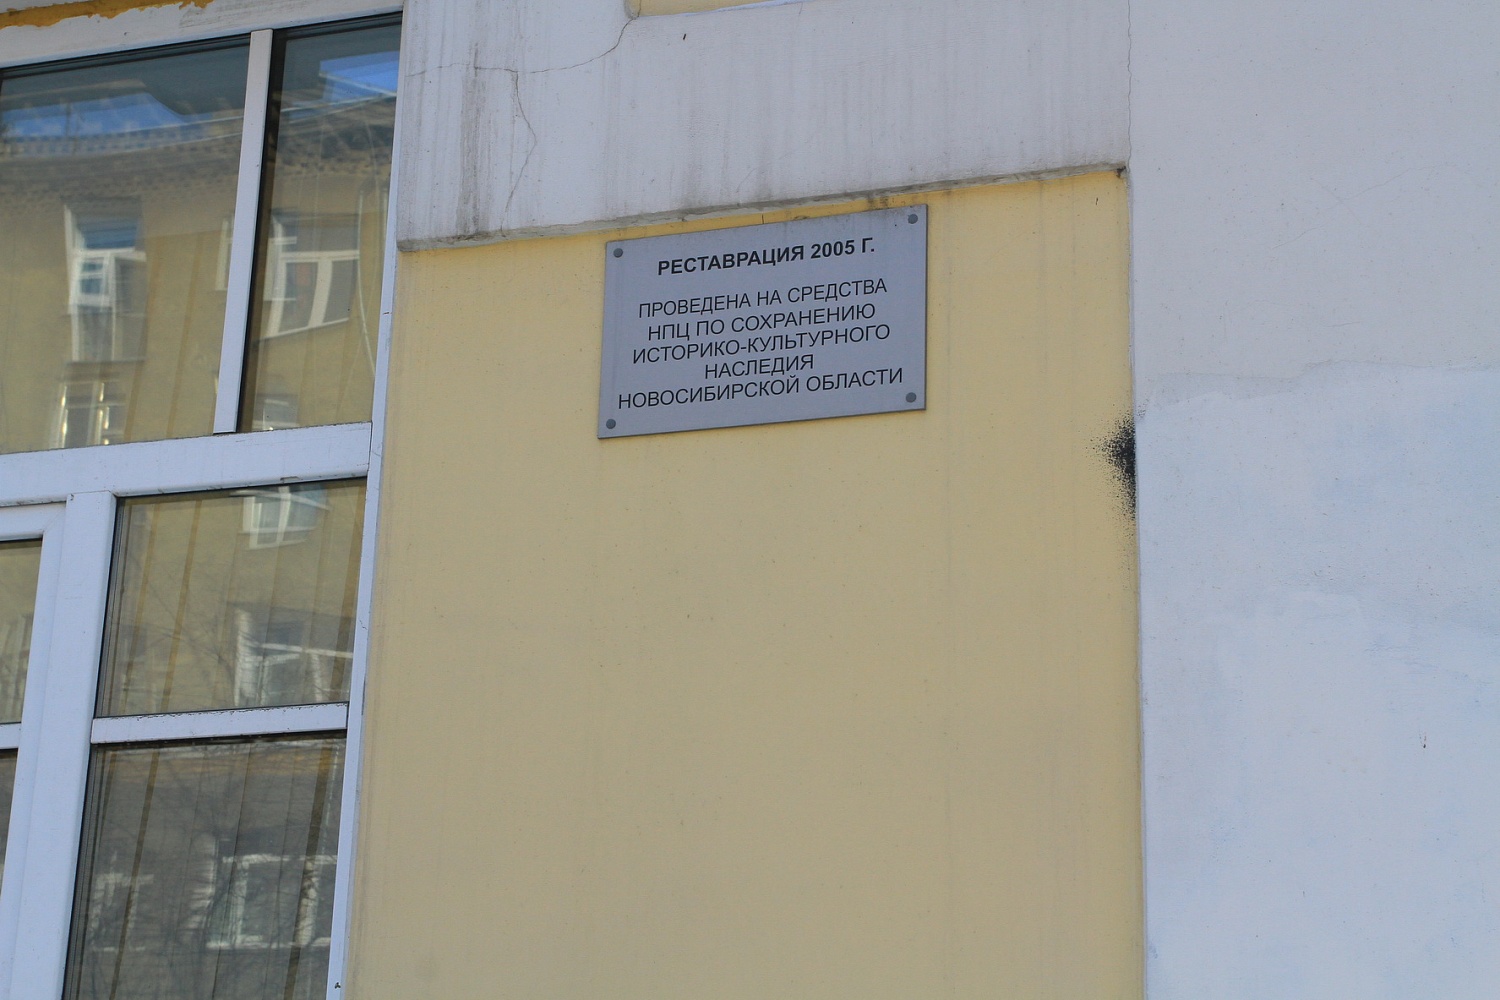 РЕСТАВРАЦИЯ 2005 Г.
ПРОВЕДЕНА НА СРЕДСТВА
НПЦ ПО СОХРАНЕНИЮ
ИСТОРИКО-КУЛЬТУРНОГО
НАСЛЕДИЯ
НОВОСИБИРСКОЙ ОБЛАСТИ